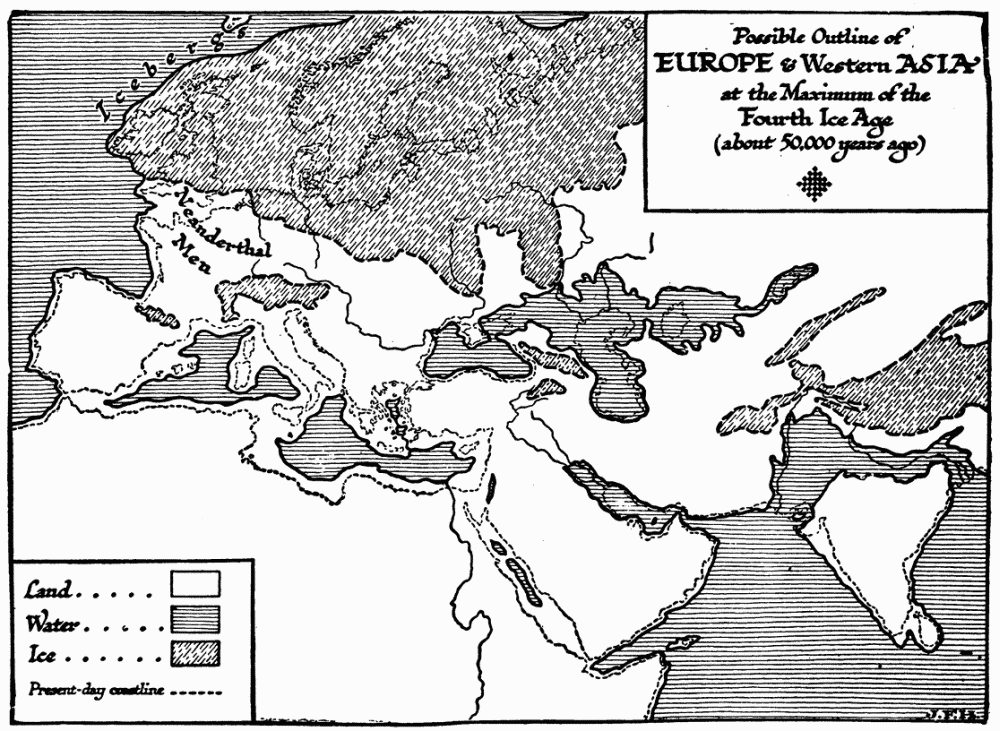 Possible Outline of
EUROPE & Western ASIA
at the Maximum of the
Fourth Ice Age
(about 50,000 years ago)
Icebergs
Neanderthal
Men
Land . . . . . .
Water . . . . . .
Ice . . . . . .
Present-day coastline ------
J.F.H.